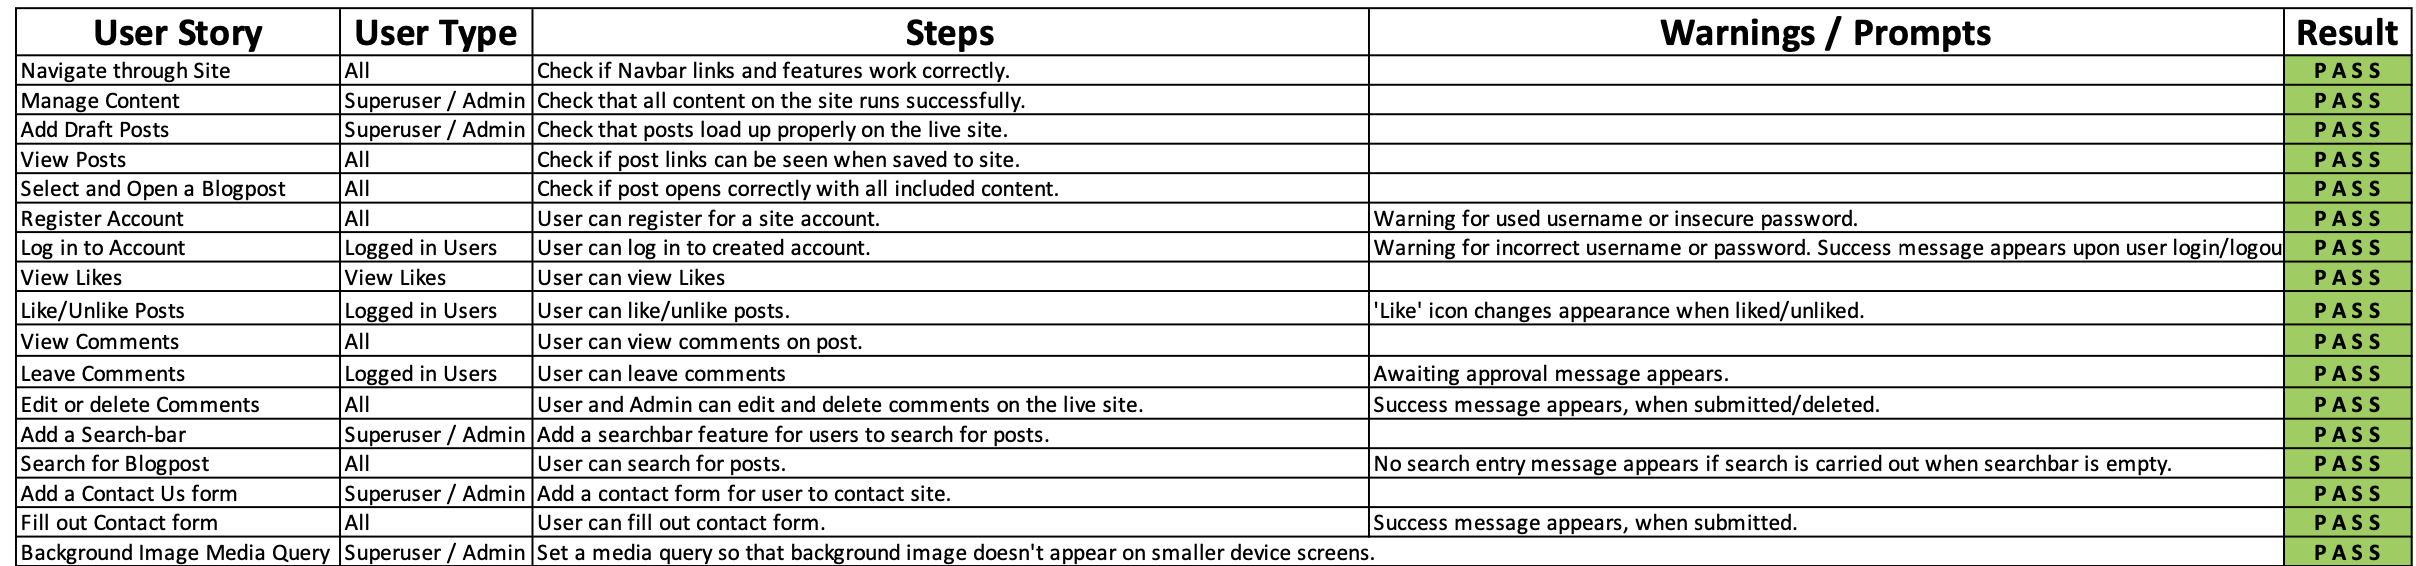 User Story User Type Steps Warnings / Prompts Result
Navigate through Site All Check if Navbar links and features work correctly. PASS
Manage Content Superuser / Admin Check that all content on the site runs successfully. PASS
Add Draft Posts Superuser / Admin Check that posts load up properly on the live site. PASS
View Posts All Check if post links can be seen when saved to site. PASS
Select and Open a Blogpost All Check if post opens correctly with all included content. PASS
Register Account All User can register for a site account. Warning for used username or insecure password. PASS
Log in to Account Logged in Users User can log in to created account. Warning for incorrect username or password. Success message appears upon user login/logou PASS
View Likes View Likes User can view Likes PASS
Like/Unlike Posts Logged in Users User can like/unlike posts. 'Like' icon changes appearance when liked/unliked. PASS
View Comments All User can view comments on post. PASS
Leave Comments Logged in Users User can leave comments Awaiting approval message appears. PASS
Edit or delete Comments All User and Admin can edit and delete comments on the live site. Success message appears, when submitted/deleted. PASS
Add a Search-bar Superuser / Admin Add a searchbar feature for users to search for posts. PASS
Search for Blogpost All User can search for posts. No search entry message appears if search is carried out when searchbar is empty. PASS
Add a Contact Us form Superuser / Admin Add a contact form for user to contact site. PASS
Fill out Contact form All User can fill out contact form. Success message appears, when submitted. PASS
Background Image Media Query Superuser / Admin Set a media query so that background image doesn't appear on smaller device screens. PASS